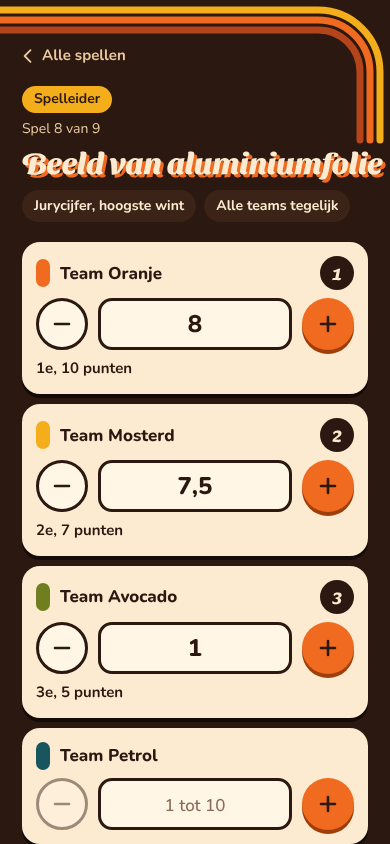 Alle spellen
Spelleider
Spel 8 van 9
Beeld van aluminiumfolie
Jurycijfer, hoogste wint
Alle teams tegelijk
Team Oranje
1
−
8
+
1e, 10 punten
Team Mosterd
2
−
7,5
+
2e, 7 punten
Team Avocado
3
−
1
+
3e, 5 punten
Team Petrol
−
1 tot 10
+